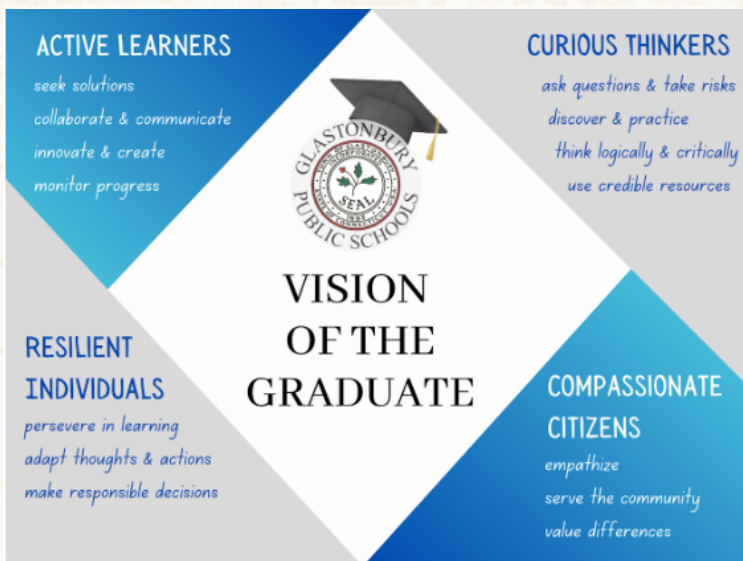 ACTIVE LEARNERS
seek solutions
collaborate & communicate
innovate & create
monitor progress
CURIOUS THINKERS
ask questions & take risks
discover & practice
think logically & critically
use credible resources
GLASTONBURY
PUBLIC SCHOOLS
SEAL
VISION
OF THE
GRADUATE
RESILIENT
INDIVIDUALS
persevere in learning
adapt thoughts & actions
make responsible decisions
COMPASSIONATE
CITIZENS
empathize
serve the community
value differences